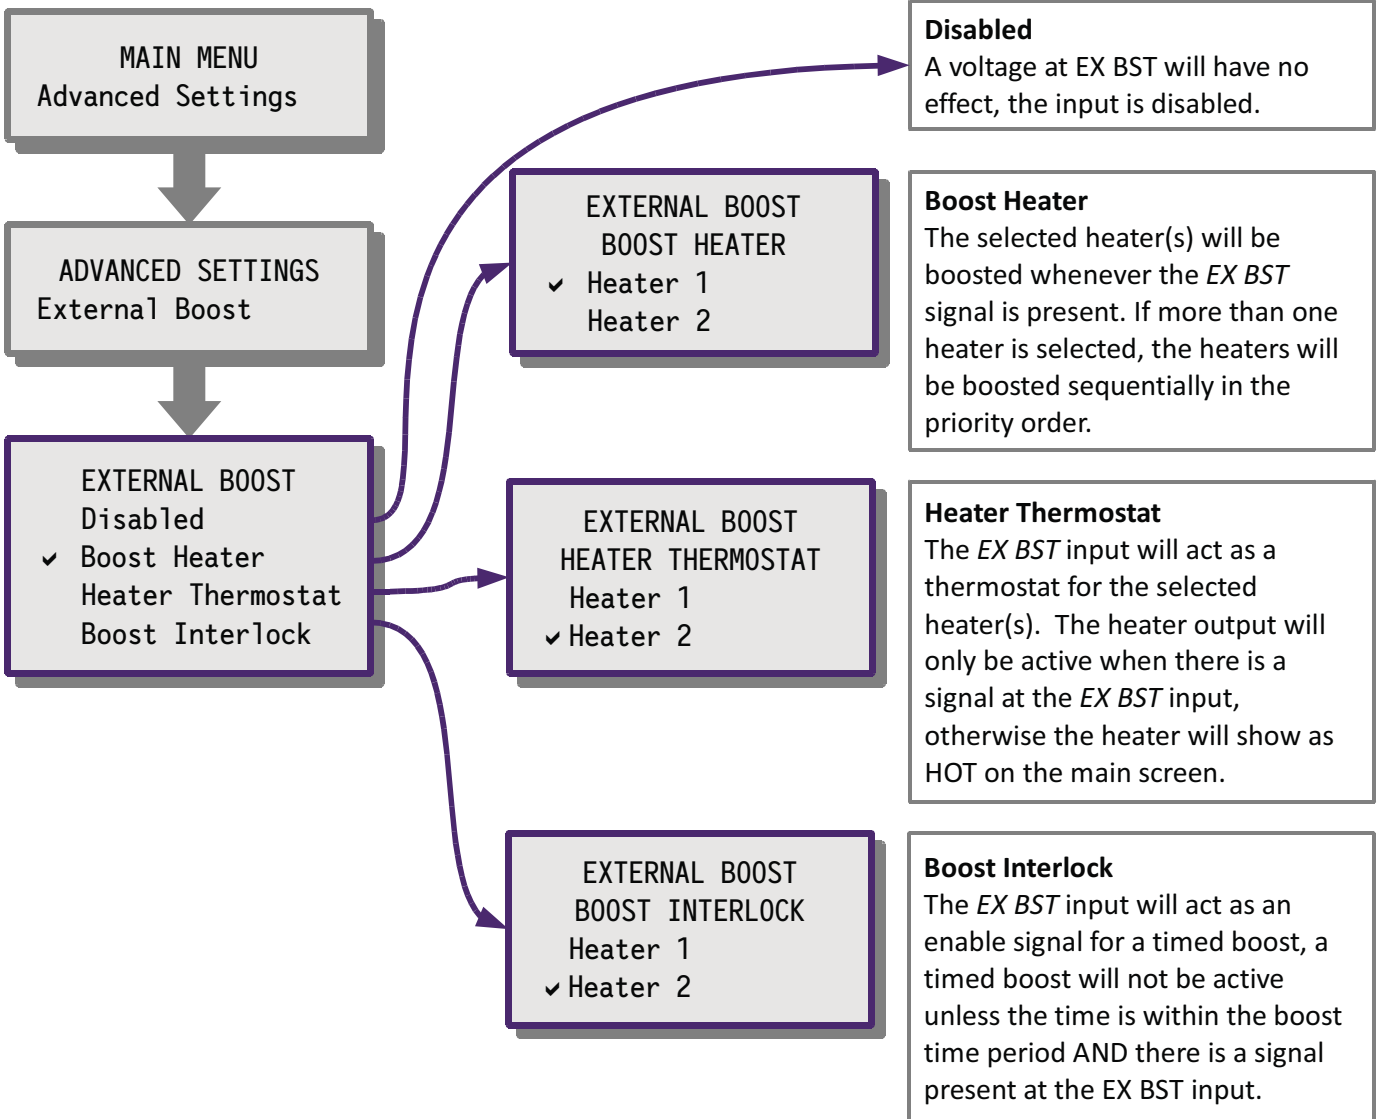 MAIN MENU
Advanced Settings
ADVANCED SETTINGS
External Boost
EXTERNAL BOOST
Disabled
✓ Boost Heater
Heater Thermostat
Boost Interlock
Disabled
A voltage at EX BST will have no
effect, the input is disabled.
EXTERNAL BOOST
BOOST HEATER
✓ Heater 1
Heater 2
Boost Heater
The selected heater(s) will be
boosted whenever the EX BST
signal is present. If more than one
heater is selected, the heaters will
be boosted sequentially in the
priority order.
EXTERNAL BOOST
HEATER THERMOSTAT
Heater 1
✓ Heater 2
Heater Thermostat
The EX BST input will act as a
thermostat for the selected
heater(s). The heater output will
only be active when there is a
signal at the EX BST input,
otherwise the heater will show as
HOT on the main screen.
EXTERNAL BOOST
BOOST INTERLOCK
Heater 1
✓ Heater 2
Boost Interlock
The EX BST input will act as an
enable signal for a timed boost, a
timed boost will not be active
unless the time is within the boost
time period AND there is a signal
present at the EX BST input.